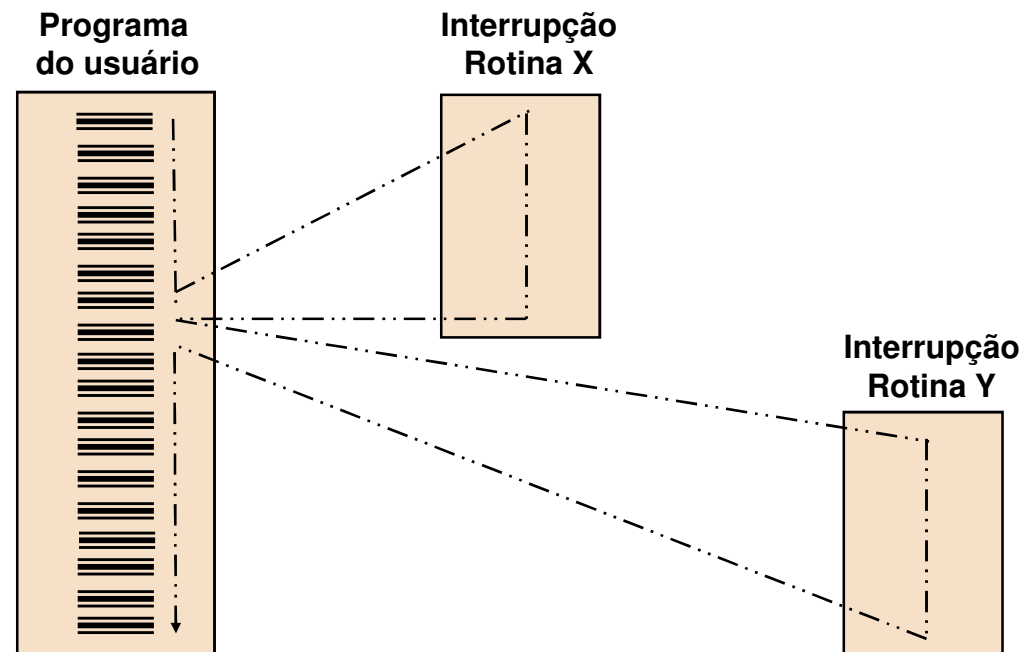 Programa
do usuário
Interrupção
Rotina X
Interrupção
Rotina Y